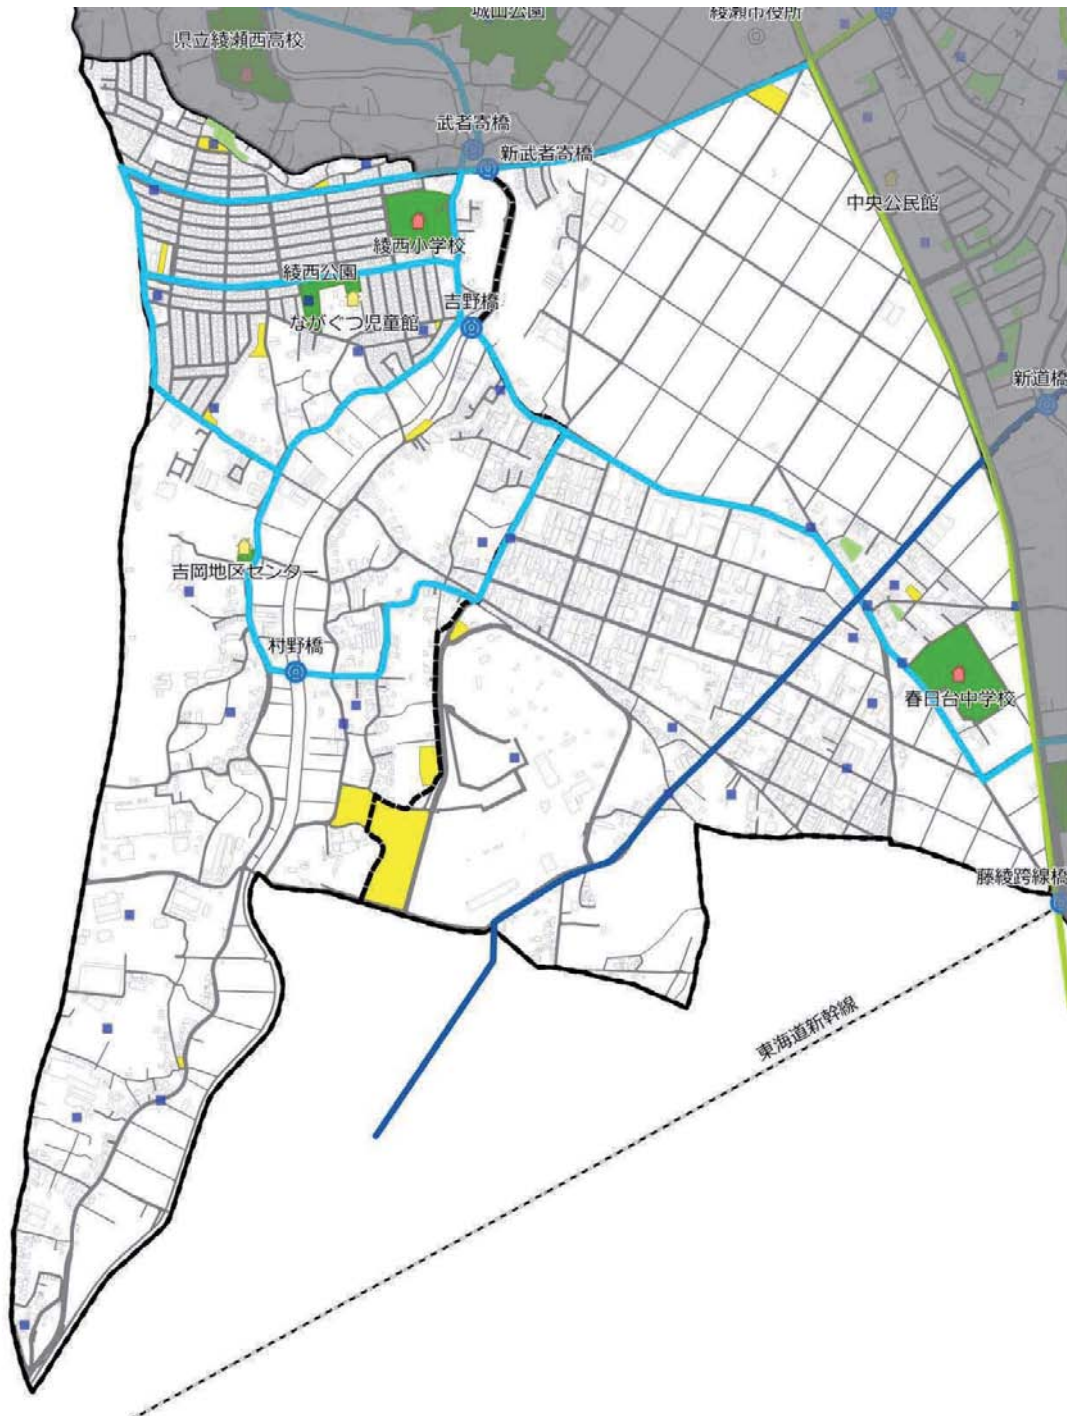 城山公園
綾瀬市役所
県立綾瀬西高校
武者寄橋
新武者寄橋
中央公民館
綾西小学校
綾西公園
吉野橋
ながぐつ児童館
新道橋
吉岡地区センター
村野橋
春日台中学校
藤綾跨線橋
東海道新幹線